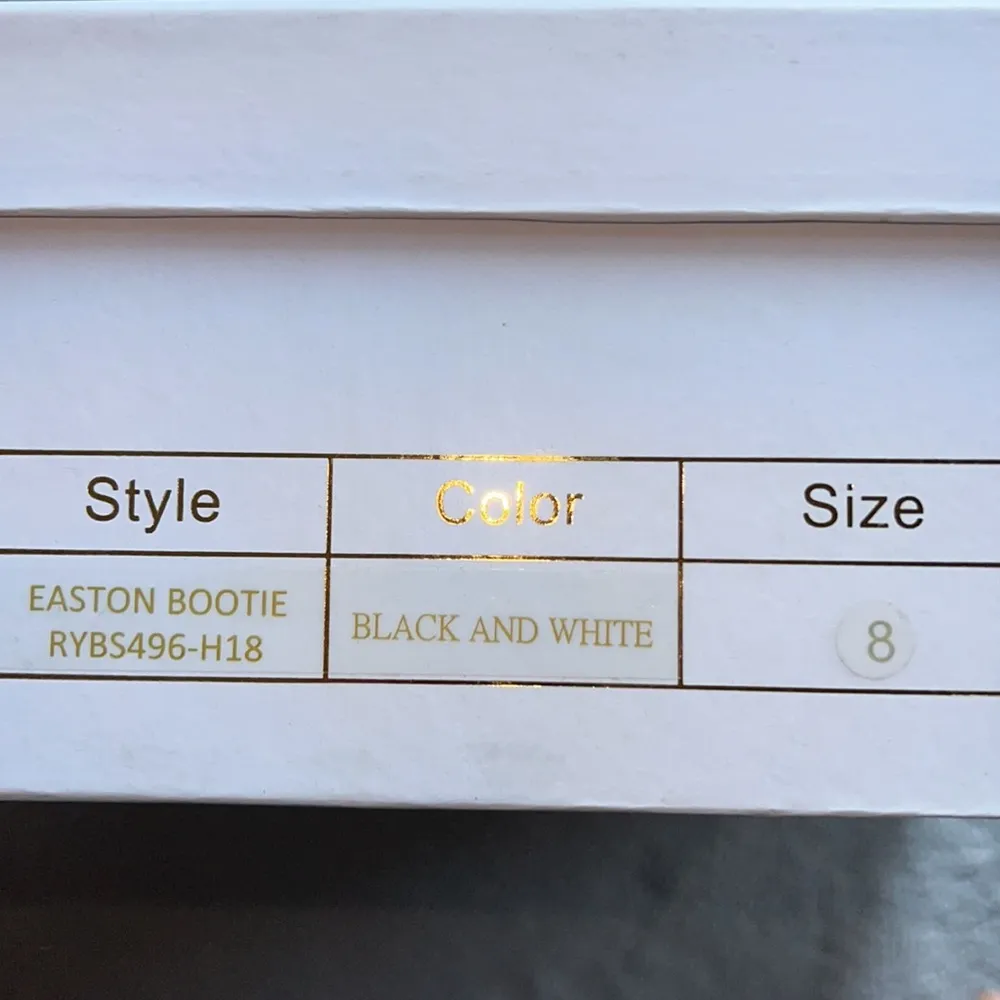 Style Color Size
EASTON BOOTIE
RYBS496-H18
BLACK AND WHITE
8